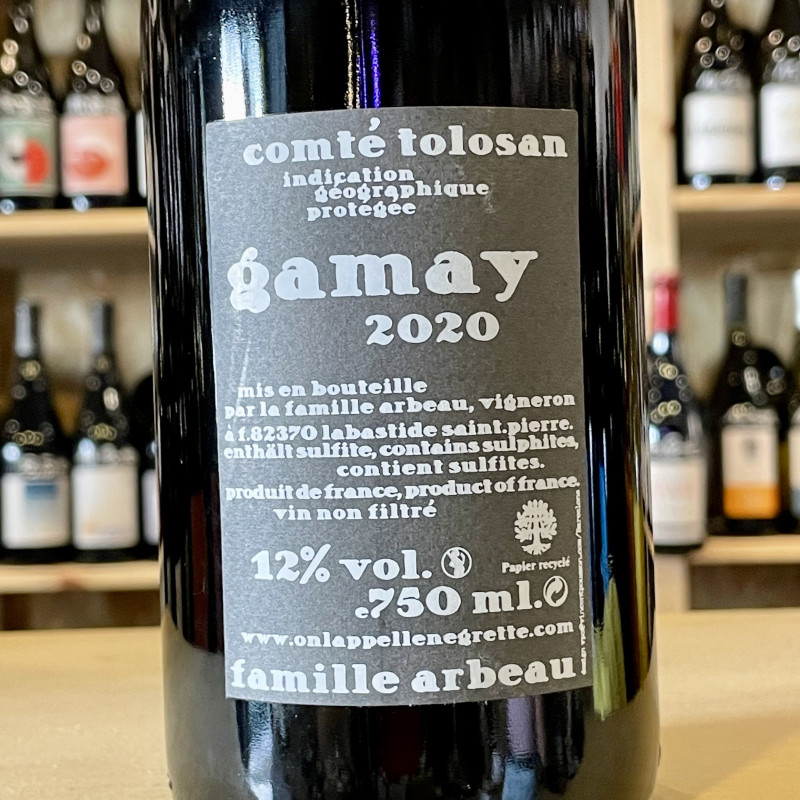 comté tolosan
indication
géographique
protégée
gamay
2020
mis en bouteille
par la famille arbeau, vigneron
à f.82370 labastide saint.pierre.
enthält sulfite, contains sulphites,
contient sulfites.
produit de france, product of france.
vin non filtré
Papier recyclé
12% vol.
e750 ml.
www.onlappellenegrette.com
famille arbeau